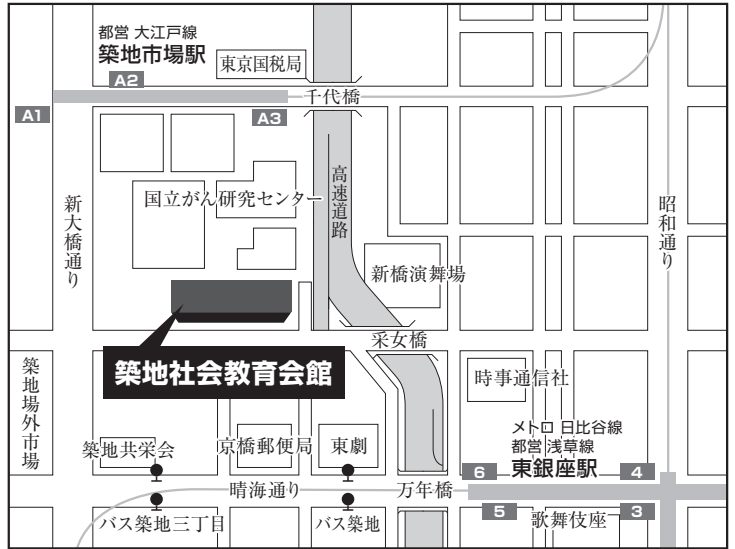 都営 大江戸線
築地市場駅
東京国税局
A2
A1
A3
千代橋
国立がん研究センター
高速道路
新大橋通り
昭和通り
新橋演舞場
采女橋
築地社会教育会館
築地場外市場
時事通信社
メトロ 日比谷線
都営 浅草線
東銀座駅
築地共栄会
京橋郵便局
東劇
6
4
晴海通り
万年橋
5
歌舞伎座
3
バス築地三丁目
バス築地